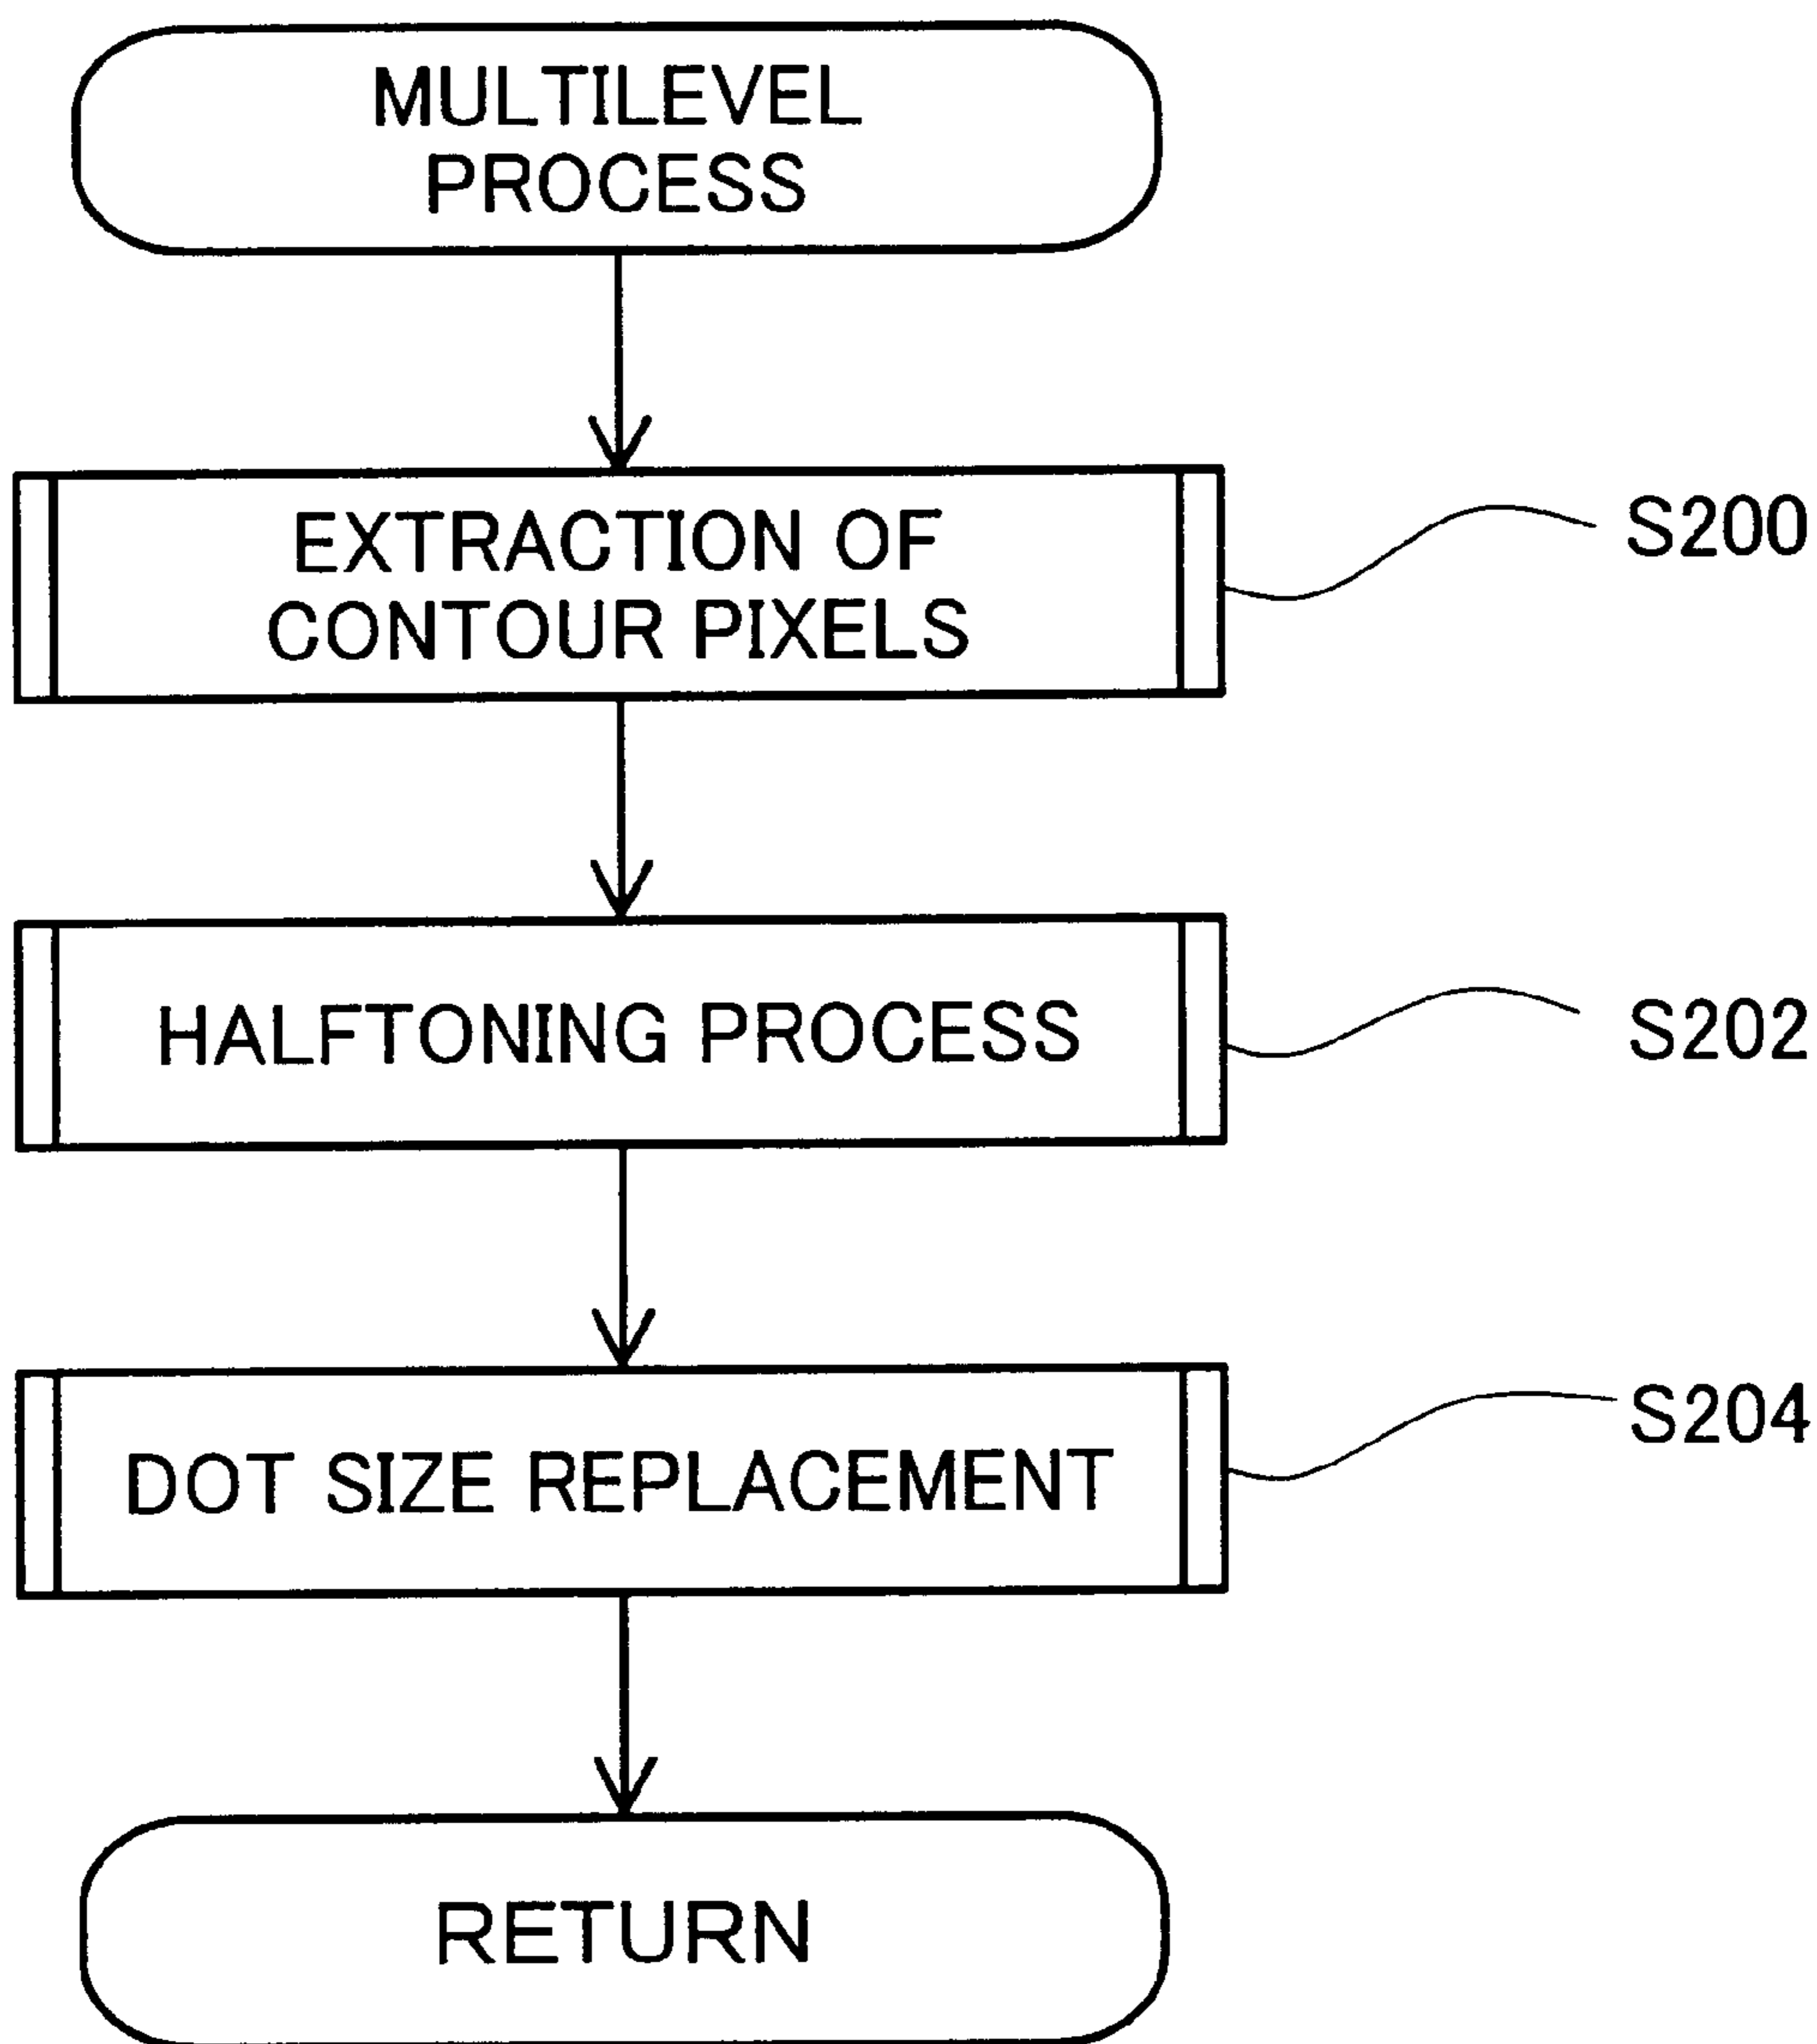 MULTILEVEL
PROCESS
EXTRACTION OF
CONTOUR PIXELS
S200
HALFTONING PROCESS
S202
DOT SIZE REPLACEMENT
S204
RETURN